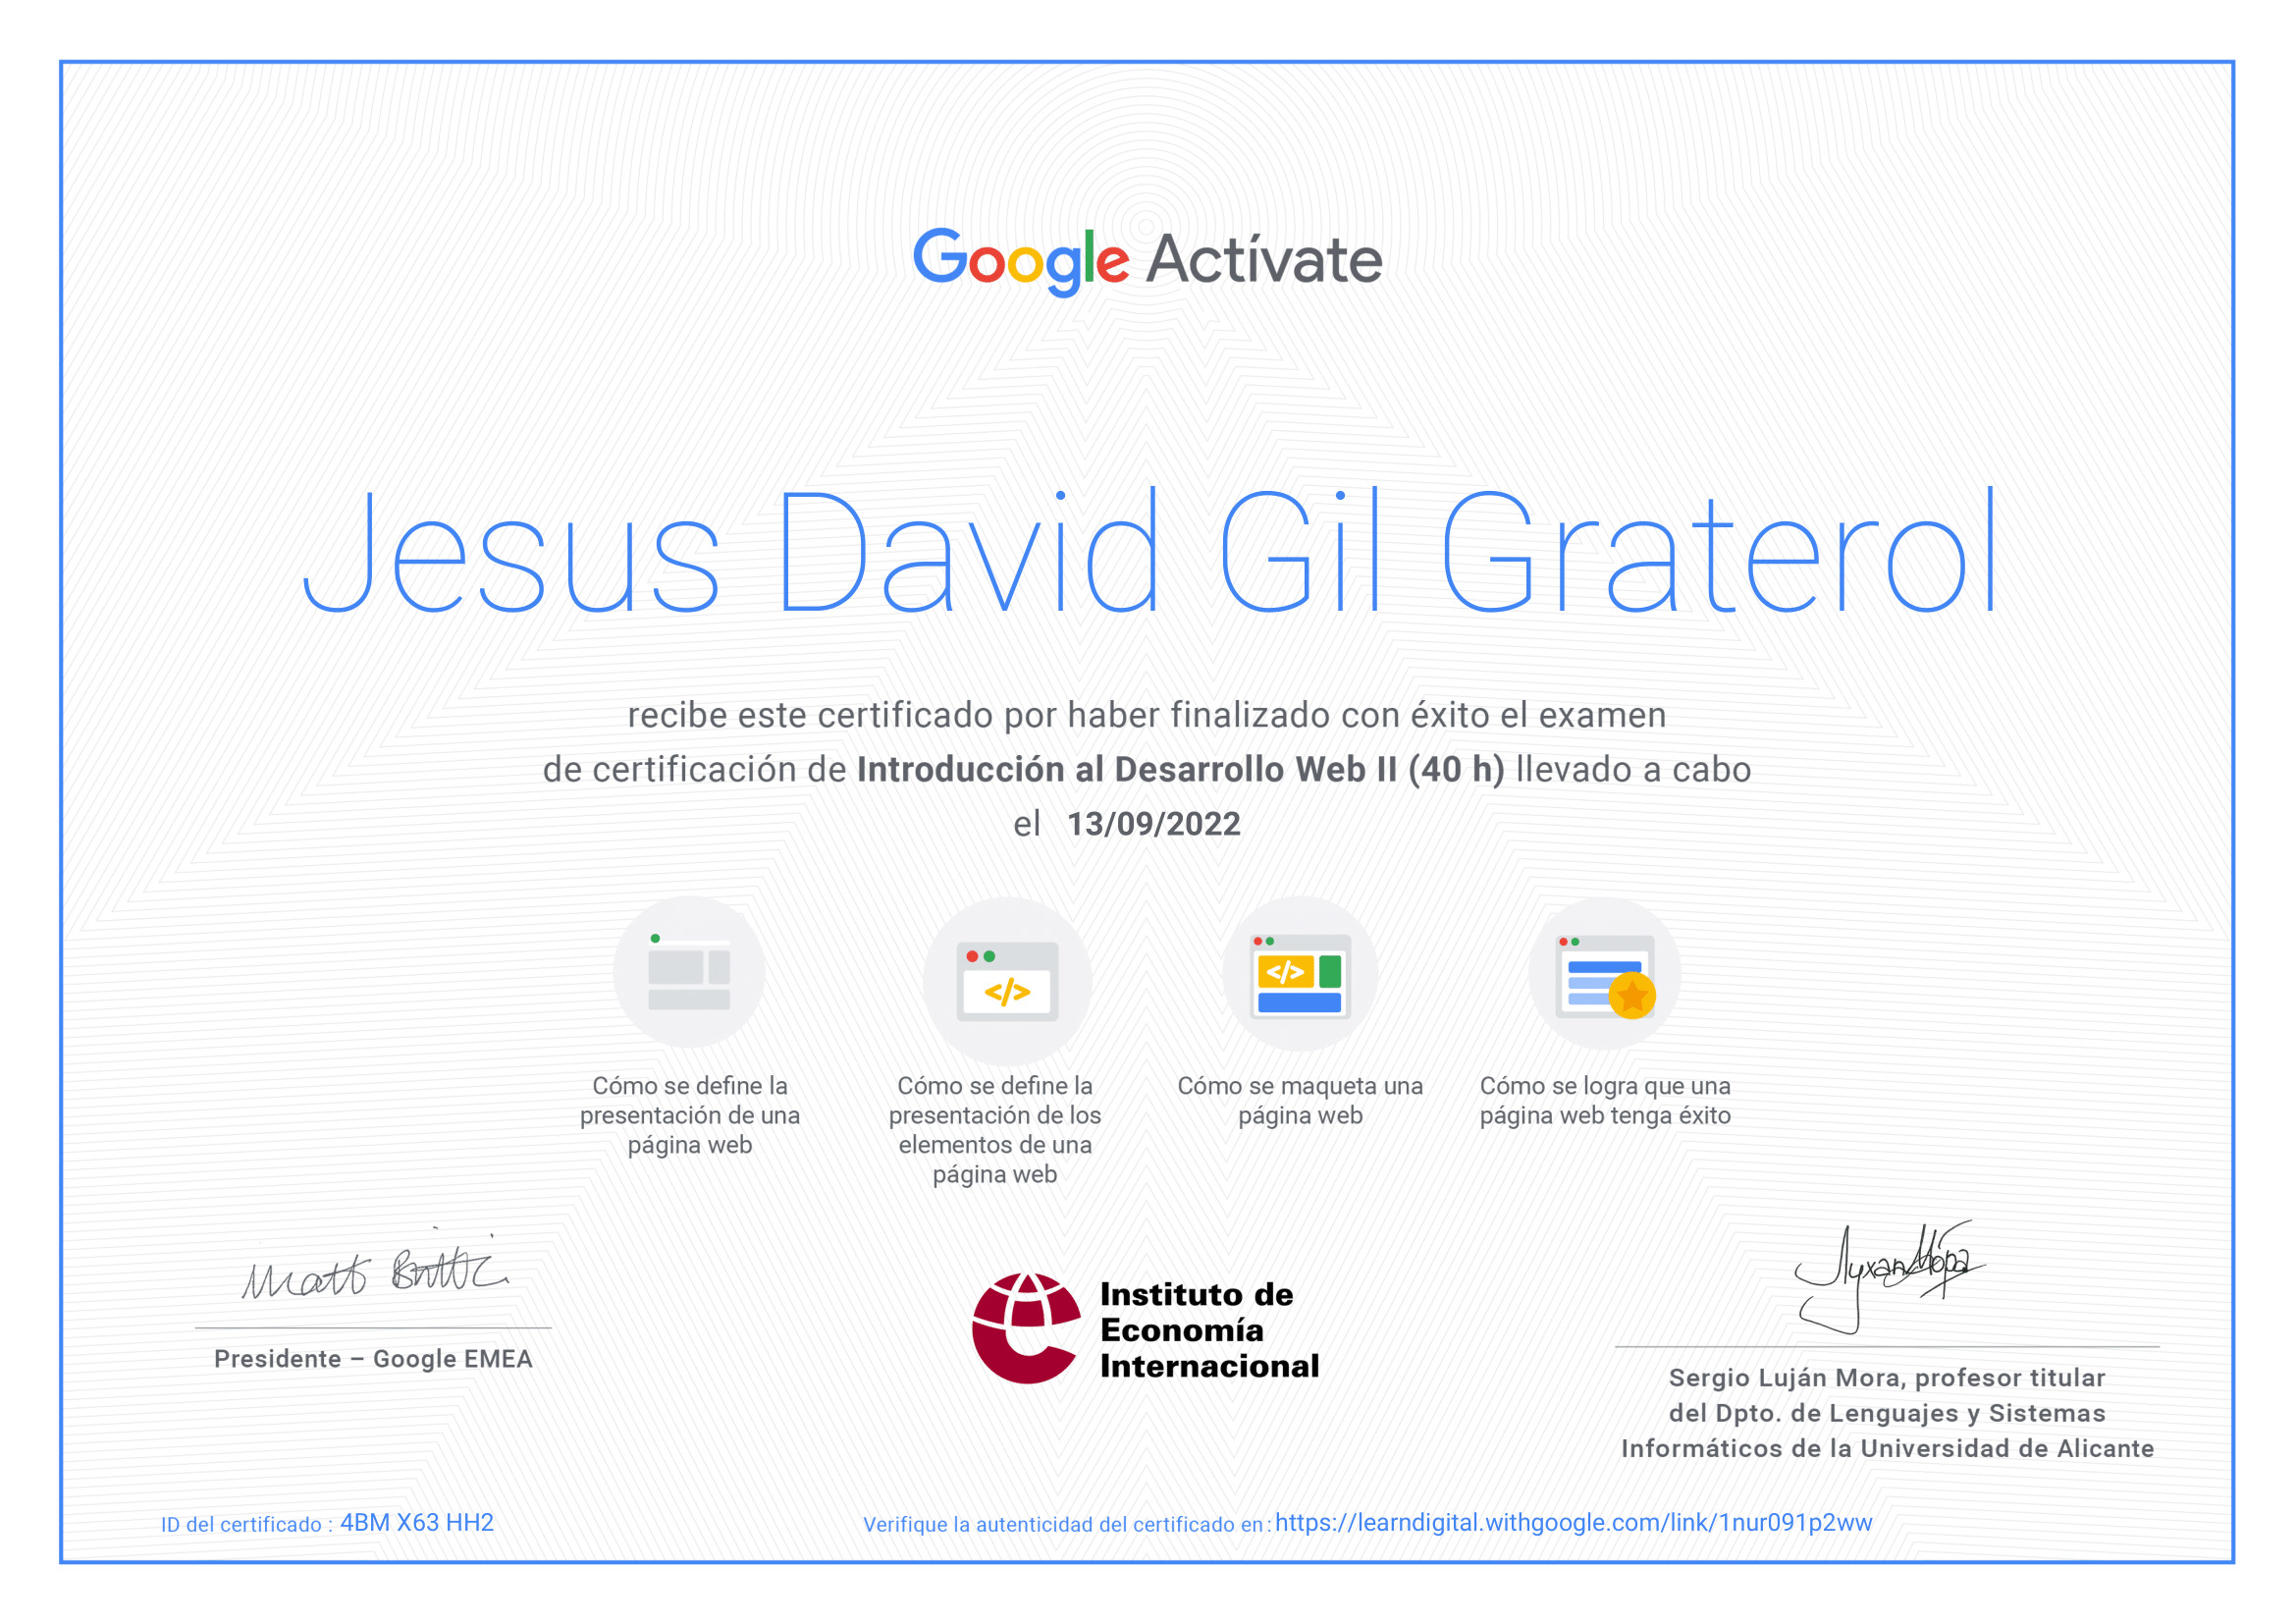 Google Actívate
Jesus David Gil Graterol
recibe este certificado por haber finalizado con éxito el examen
de certificación de Introducción al Desarrollo Web II (40 h) llevado a cabo
el 13/09/2022
</>
</>
Cómo se define la
presentación de una
página web
Cómo se define la
presentación de los
elementos de una
página web
Cómo se maqueta una
página web
Cómo se logra que una
página web tenga éxito
Matt Brittin
Presidente – Google EMEA
Instituto de
Economía
Internacional
Sergio Luján Mora, profesor titular
del Dpto. de Lenguajes y Sistemas
Informáticos de la Universidad de Alicante
ID del certificado : 4BM X63 HH2
Verifique la autenticidad del certificado en : https://learndigital.withgoogle.com/link/1nur091p2ww